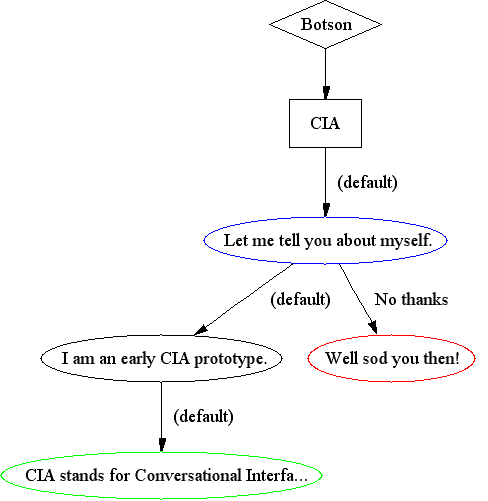 Botson
CIA
(default)
Let me tell you about myself.
(default)
No thanks
I am an early CIA prototype.
Well sod you then!
(default)
CIA stands for Conversational Interfa...